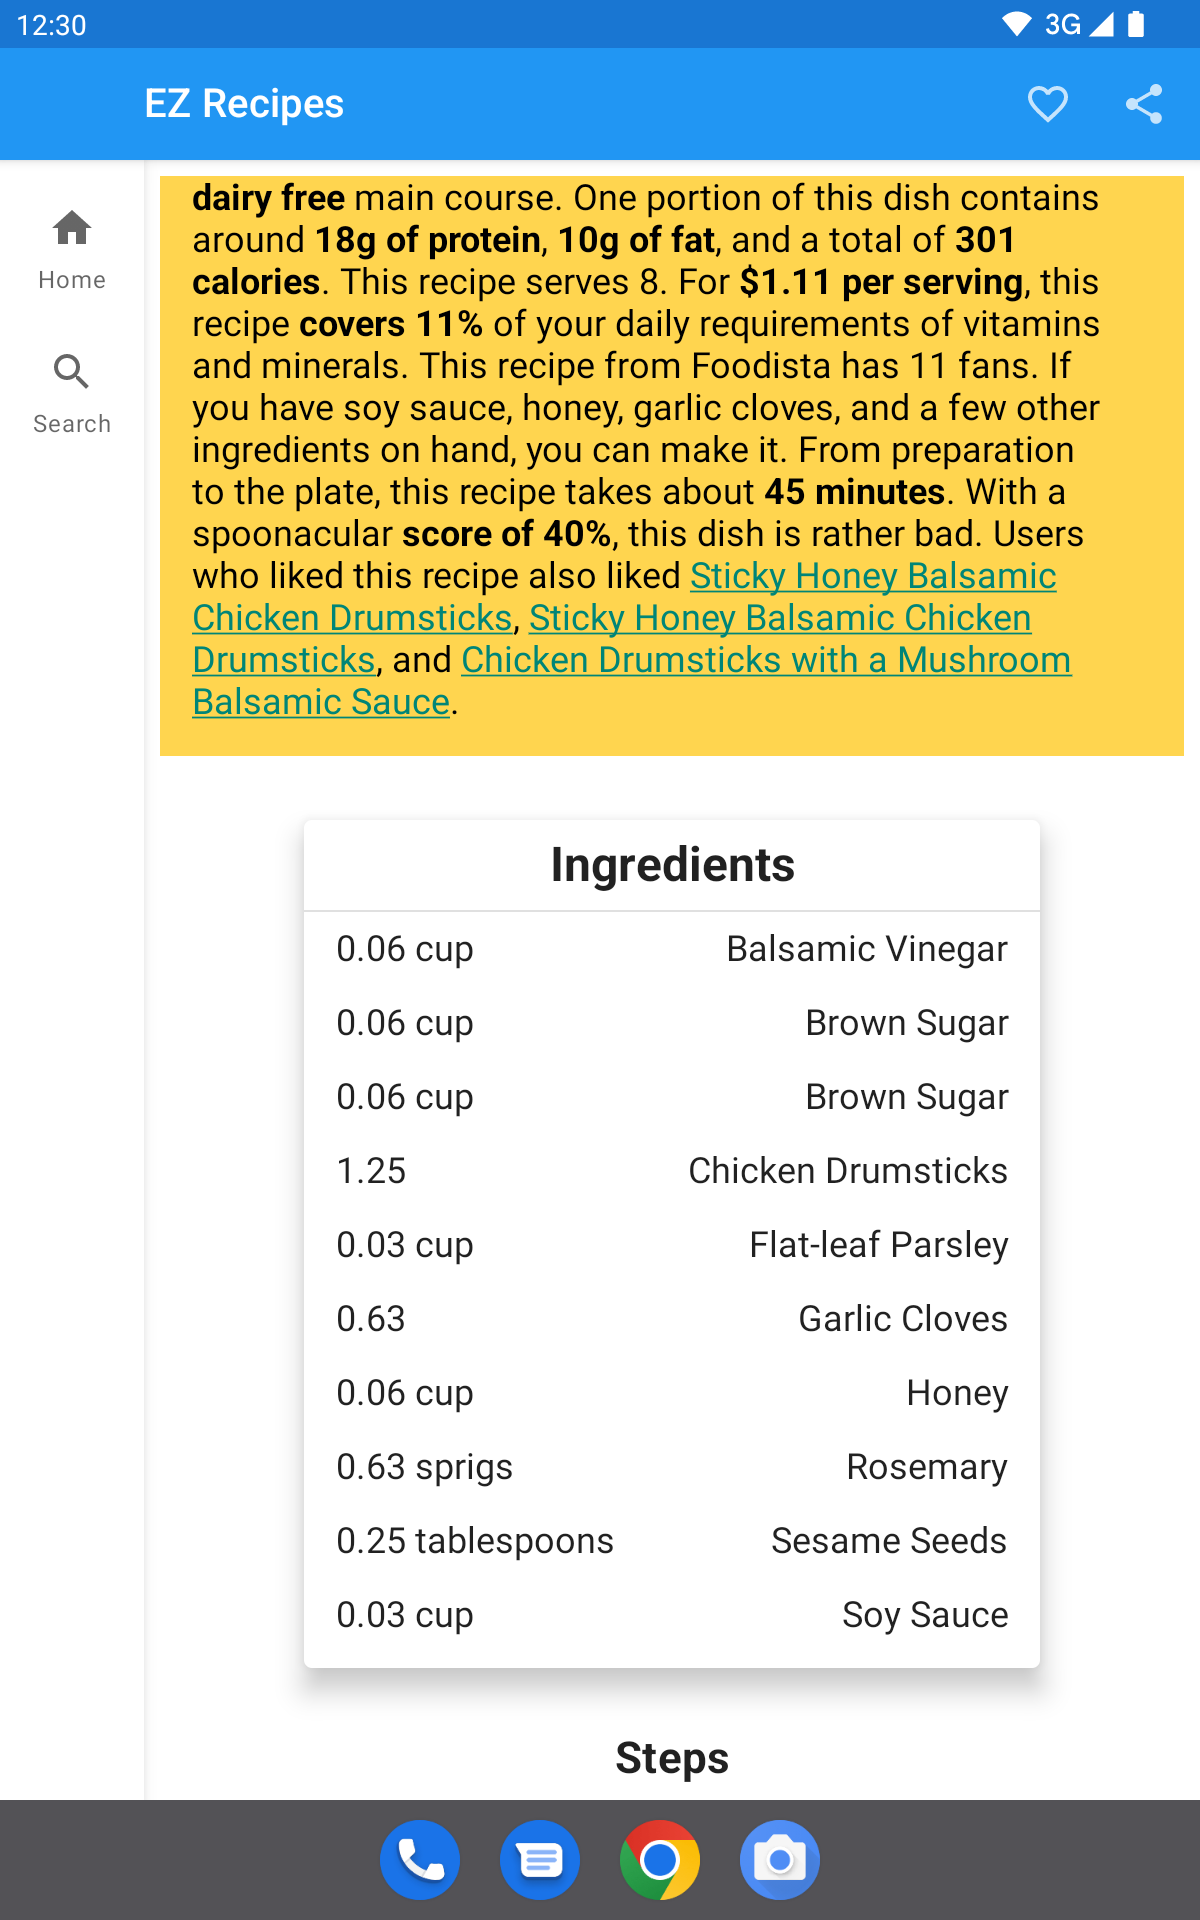 12:30
3G
EZ Recipes
Home
Search
dairy free main course. One portion of this dish contains
around 18g of protein, 10g of fat, and a total of 301
calories. This recipe serves 8. For $1.11 per serving, this
recipe covers 11% of your daily requirements of vitamins
and minerals. This recipe from Foodista has 11 fans. If
you have soy sauce, honey, garlic cloves, and a few other
ingredients on hand, you can make it. From preparation
to the plate, this recipe takes about 45 minutes. With a
spoonacular score of 40%, this dish is rather bad. Users
who liked this recipe also liked Sticky Honey Balsamic
Chicken Drumsticks, Sticky Honey Balsamic Chicken
Drumsticks, and Chicken Drumsticks with a Mushroom
Balsamic Sauce.
Ingredients
0.06 cup Balsamic Vinegar
0.06 cup Brown Sugar
0.06 cup Brown Sugar
1.25 Chicken Drumsticks
0.03 cup Flat-leaf Parsley
0.63 Garlic Cloves
0.06 cup Honey
0.63 sprigs Rosemary
0.25 tablespoons Sesame Seeds
0.03 cup Soy Sauce
Steps